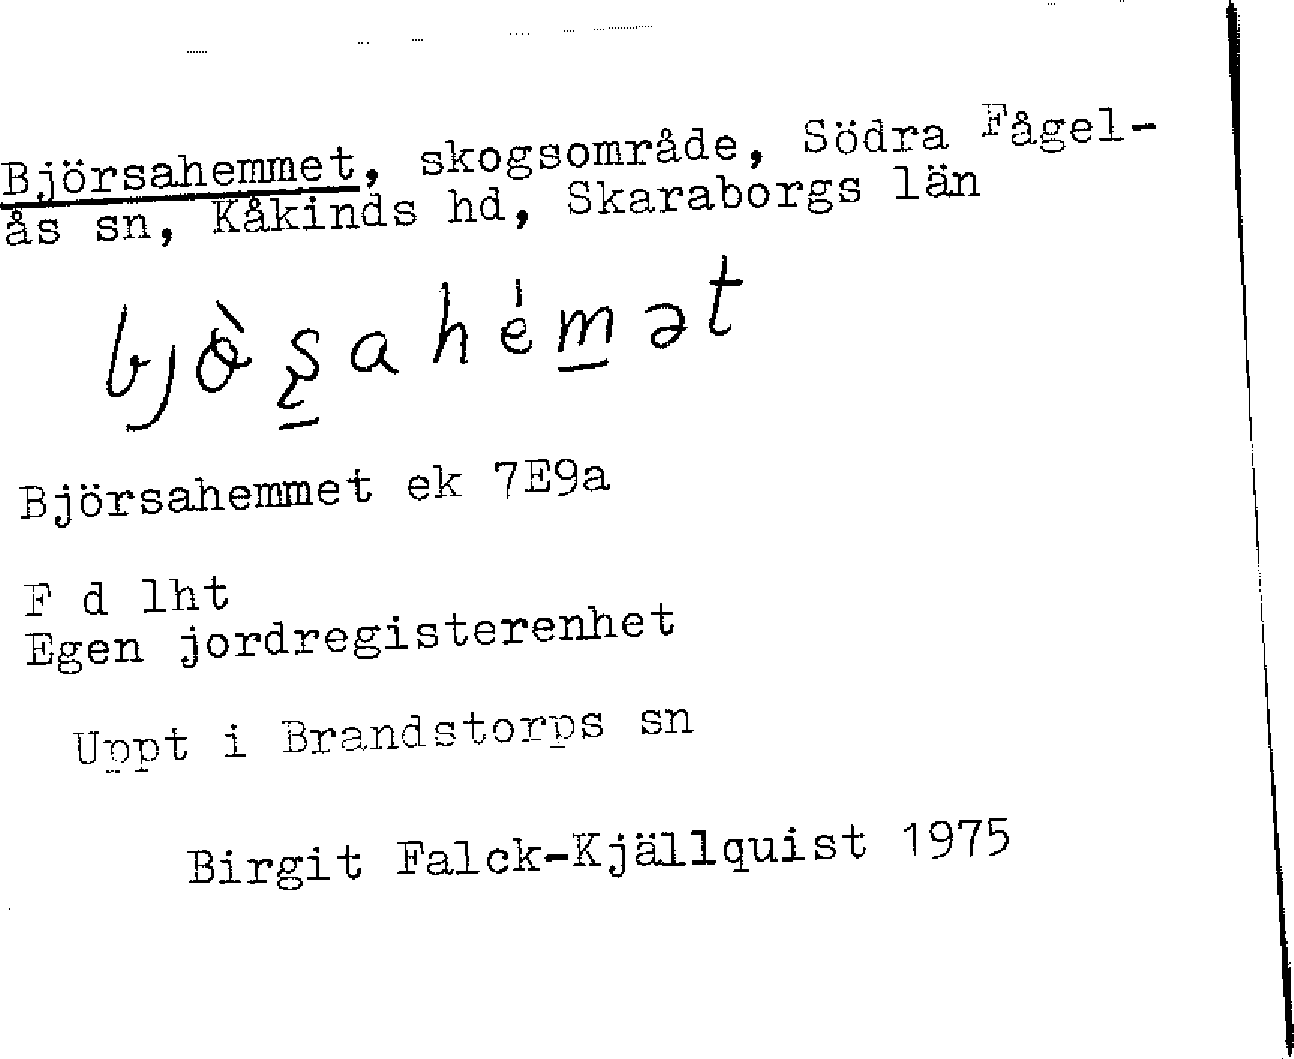 Björsahemmet, skogsområde, Södra Fågel-
ås sn, Kåkinds hd, Skaraborgs län
Björsahemmet ek 7E9a
F d lht
Egen jordregisterenhet
Uppt i Brandstorps sn
Birgit Falck-Kjällquist 1975